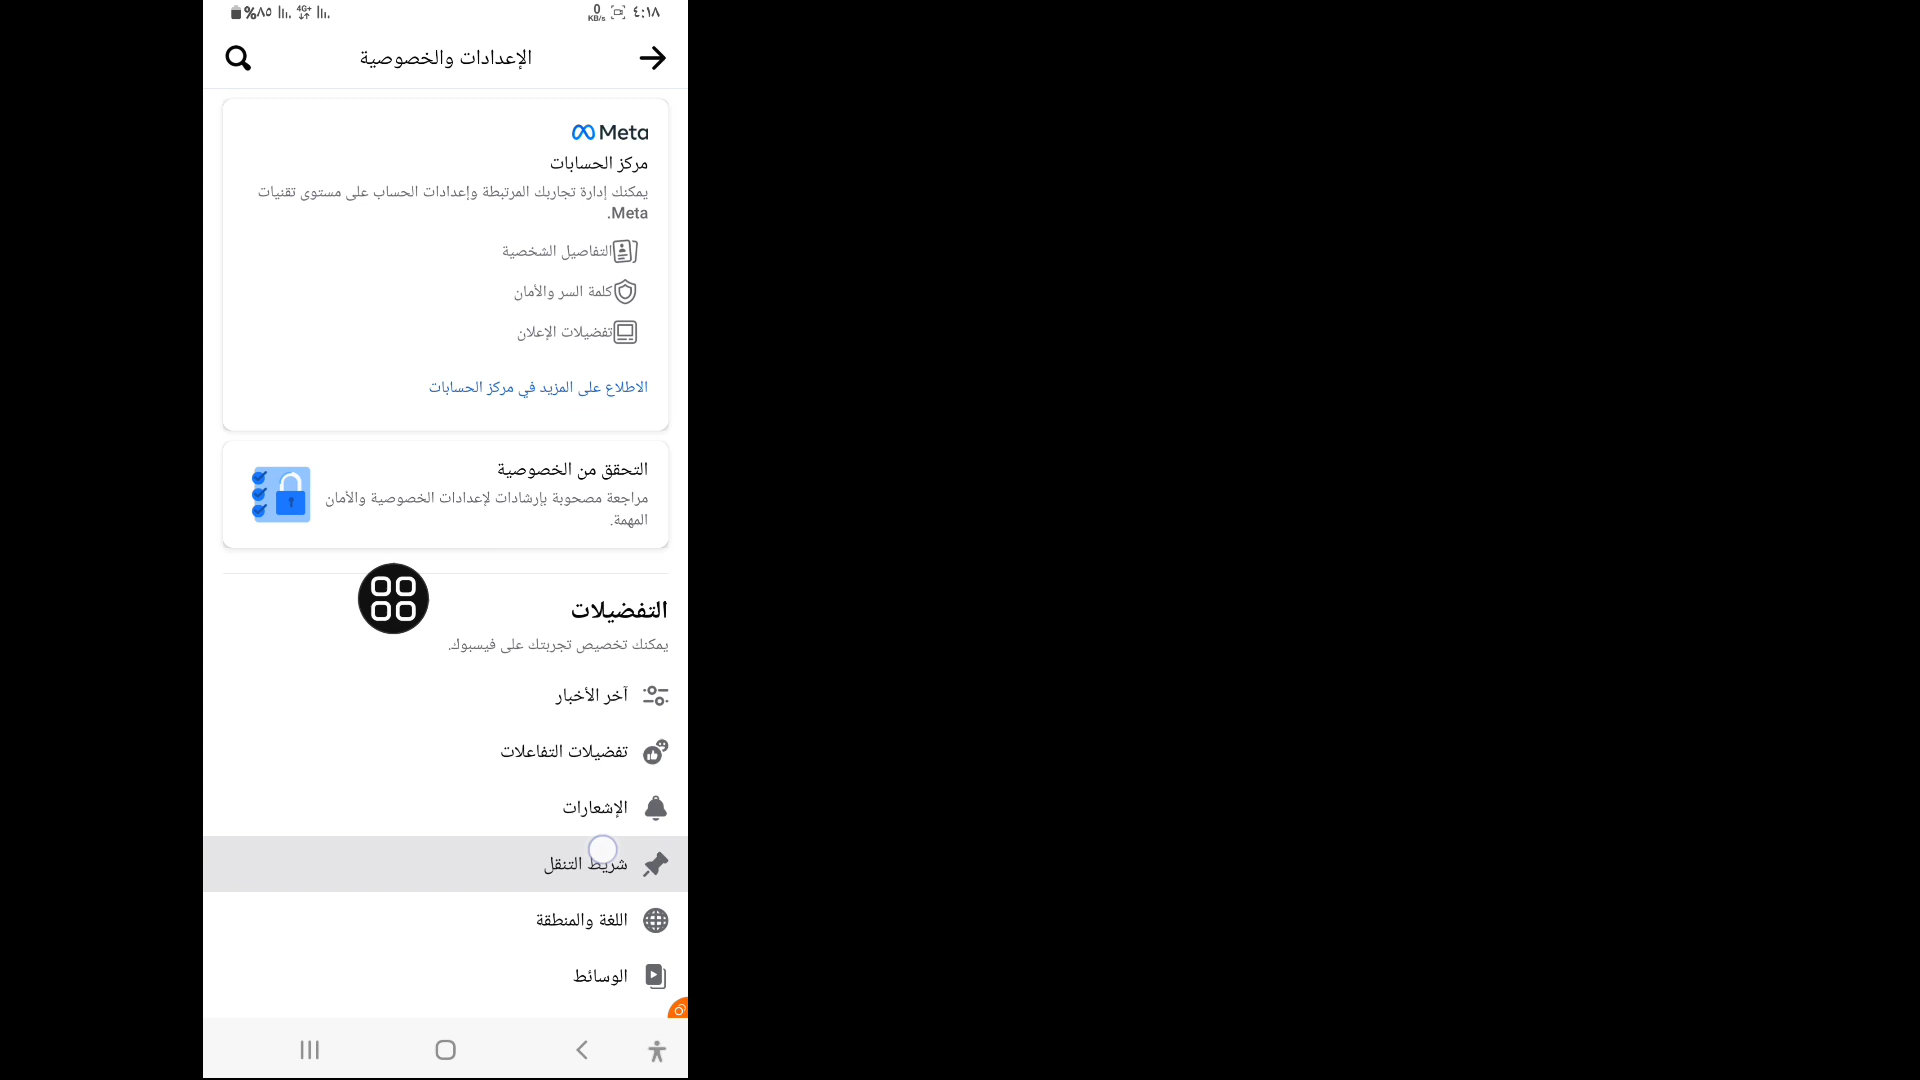 %٨٥ 4G+ 0 KB/s ٤:١٨
الإعدادات والخصوصية
Meta
مركز الحسابات
يمكنك إدارة تجاربك المرتبطة وإعدادات الحساب على مستوى تقنيات
Meta.
التفاصيل الشخصية
كلمة السر والأمان
تفضيلات الإعلان
الاطلاع على المزيد في مركز الحسابات
التحقق من الخصوصية
مراجعة مصحوبة بإرشادات لإعدادات الخصوصية والأمان
المهمة.
التفضيلات
يمكنك تخصيص تجربتك على فيسبوك.
آخر الأخبار
تفضيلات التفاعلات
الإشعارات
شريط التنقل
اللغة والمنطقة
الوسائط